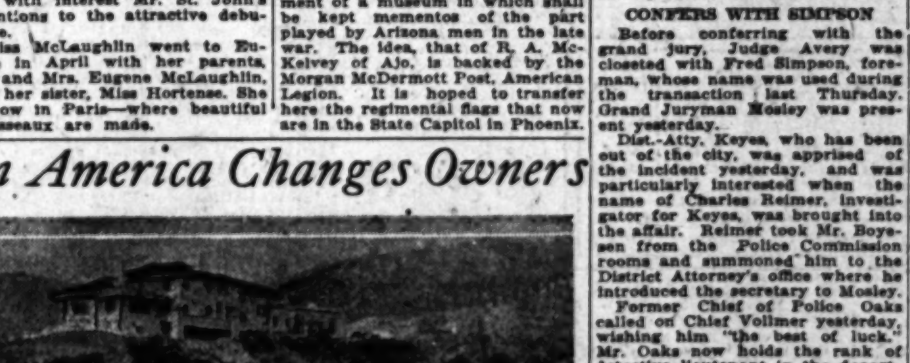 with interest Mr. St. John's
ntions to the attractive debu-
e.
iss McLaughlin went to Eu-
in April with her parents,
and Mrs. Eugene McLaughlin,
her sister, Miss Hortense. She
ow in Paris—where beautiful
sseaux are made.
ment of a museum in which shall
be kept mementos of the part
played by Arizona men in the late
war. The idea, that of R. A. Mc-
Kelvey of Ajo, is backed by the
Morgan McDermott Post, American
Legion. It is hoped to transfer
here the regimental flags that now
are in the State Capitol in Phoenix.
n America Changes Owners
CONFERS WITH SIMPSON
Before conferring with the
grand jury, Judge Avery was
closeted with Fred Simpson, fore-
man, whose name was used during
the transaction last Thursday.
Grand Juryman Mosley was pres-
ent yesterday.
Dist.-Atty. Keyes, who has been
out of the city, was apprised of
the incident yesterday, and was
particularly interested when the
name of Charles Reimer, investi-
gator for Keyes, was brought into
the affair. Reimer took Mr. Boye-
sen from the Police Commission
rooms and summoned him to the
District Attorney's office where he
introduced the secretary to Mosley.
Former Chief of Police Oaks
called on Chief Vollmer yesterday,
wishing him "the best of luck."
Mr. Oaks now holds the rank of